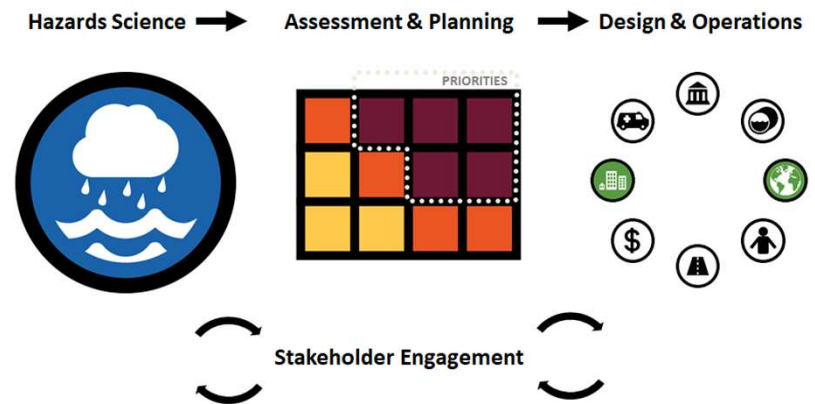 Hazards Science
Assessment & Planning
Design & Operations
PRIORITIES
$
Stakeholder Engagement